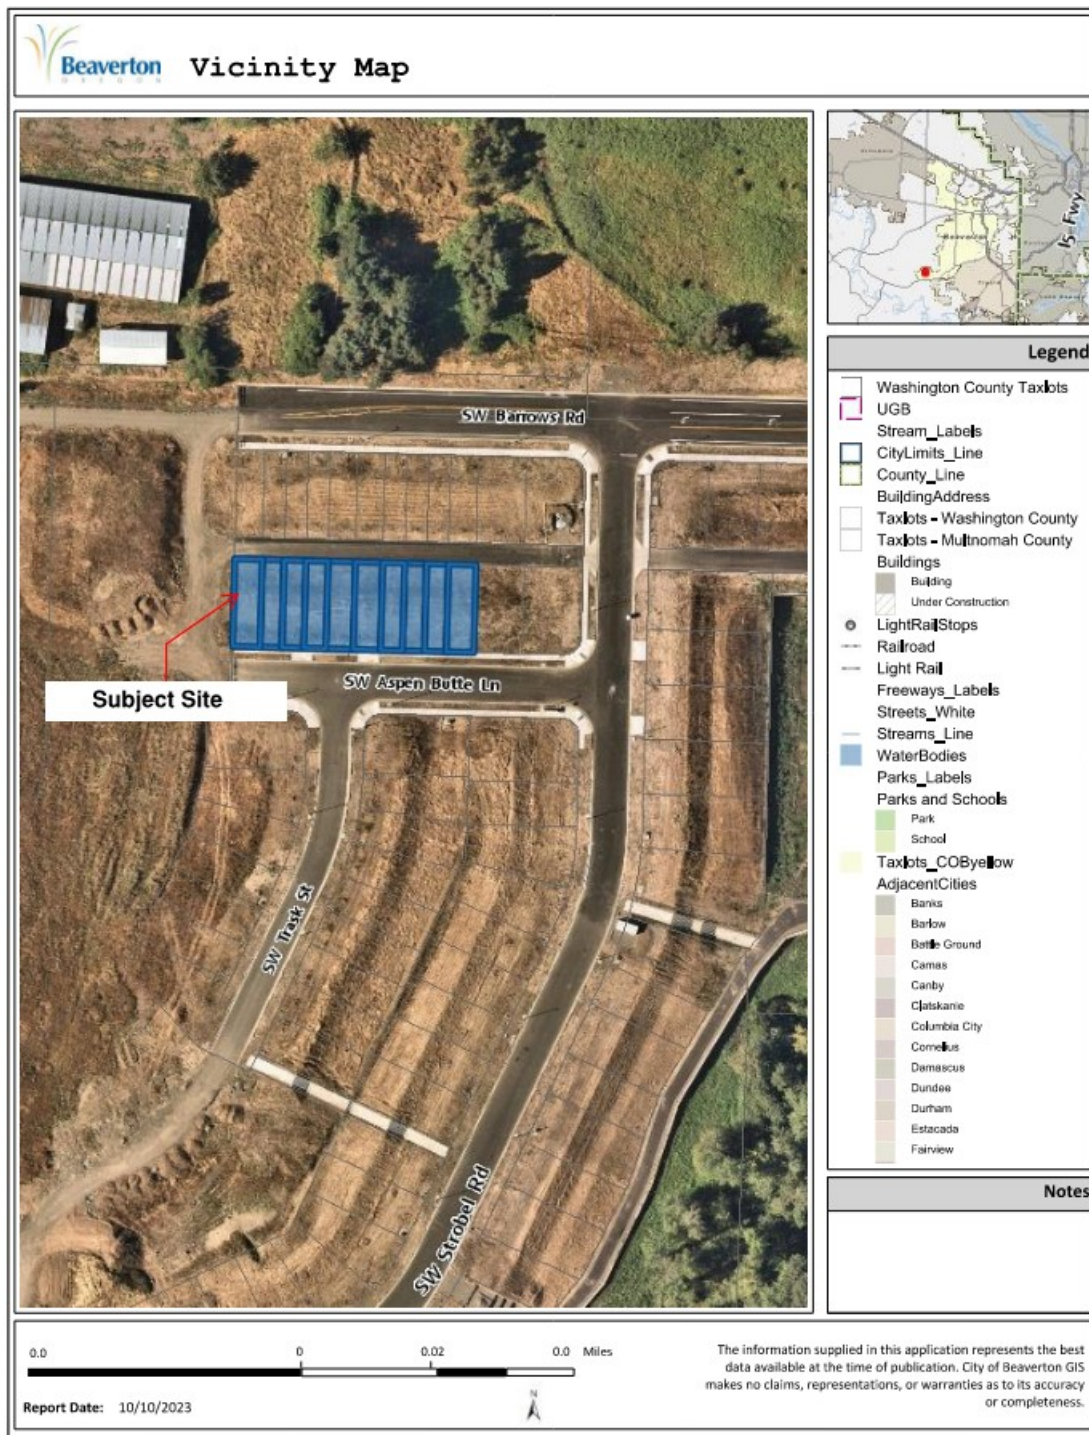 Beaverton
OREGON
Vicinity Map
SW Barrows Rd
SW Aspen Butte Ln
Subject Site
SW Trask St
SW Strobel Rd
Beaverton
I5 Fwy
Legend
Washington County Taxlots
UGB
Stream_Labels
CityLimits_Line
County_Line
BuildingAddress
Taxlots - Washington County
Taxlots - Multnomah County
Buildings
Building
Under Construction
LightRailStops
Railroad
Light Rail
Freeways_Labels
Streets_White
Streams_Line
WaterBodies
Parks_Labels
Parks and Schools
Park
School
Taxlots_COByellow
AdjacentCities
Banks
Barlow
Battle Ground
Camas
Canby
Clatskanie
Columbia City
Cornelius
Damascus
Dundee
Durham
Estacada
Fairview
Notes
0.0 0 0.02 0.0 Miles
N
Report Date: 10/10/2023
The information supplied in this application represents the best
data available at the time of publication. City of Beaverton GIS
makes no claims, representations, or warranties as to its accuracy
or completeness.